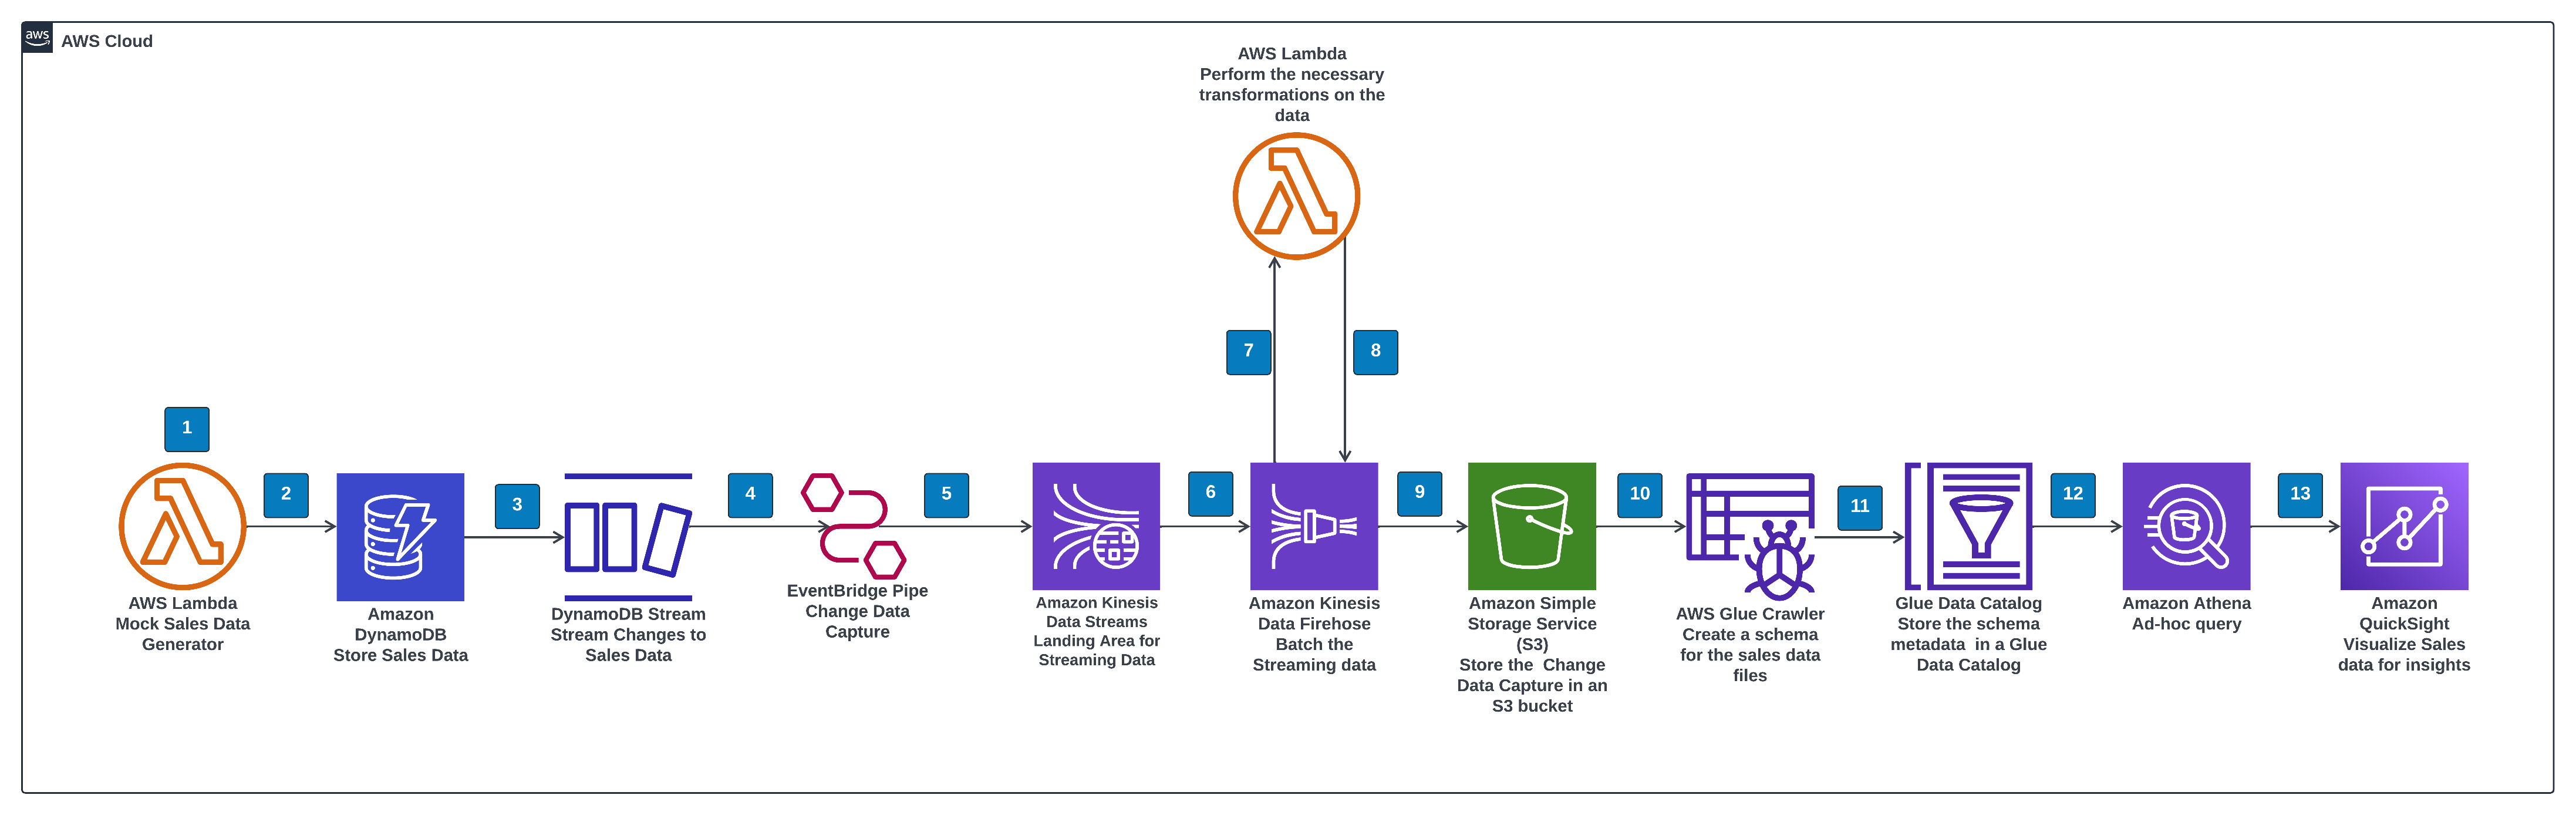 aws
AWS Cloud
AWS Lambda
Perform the necessary
transformations on the
data
7
8
1
2
3
4
5
6
9
10
11
12
13
AWS Lambda
Mock Sales Data
Generator
Amazon
DynamoDB
Store Sales Data
DynamoDB Stream
Stream Changes to
Sales Data
EventBridge Pipe
Change Data
Capture
Amazon Kinesis
Data Streams
Landing Area for
Streaming Data
Amazon Kinesis
Data Firehose
Batch the
Streaming data
Amazon Simple
Storage Service
(S3)
Store the  Change
Data Capture in an
S3 bucket
AWS Glue Crawler
Create a schema
for the sales data
files
Glue Data Catalog
Store the schema
metadata  in a Glue
Data Catalog
Amazon Athena
Ad-hoc query
Amazon
QuickSight
Visualize Sales
data for insights